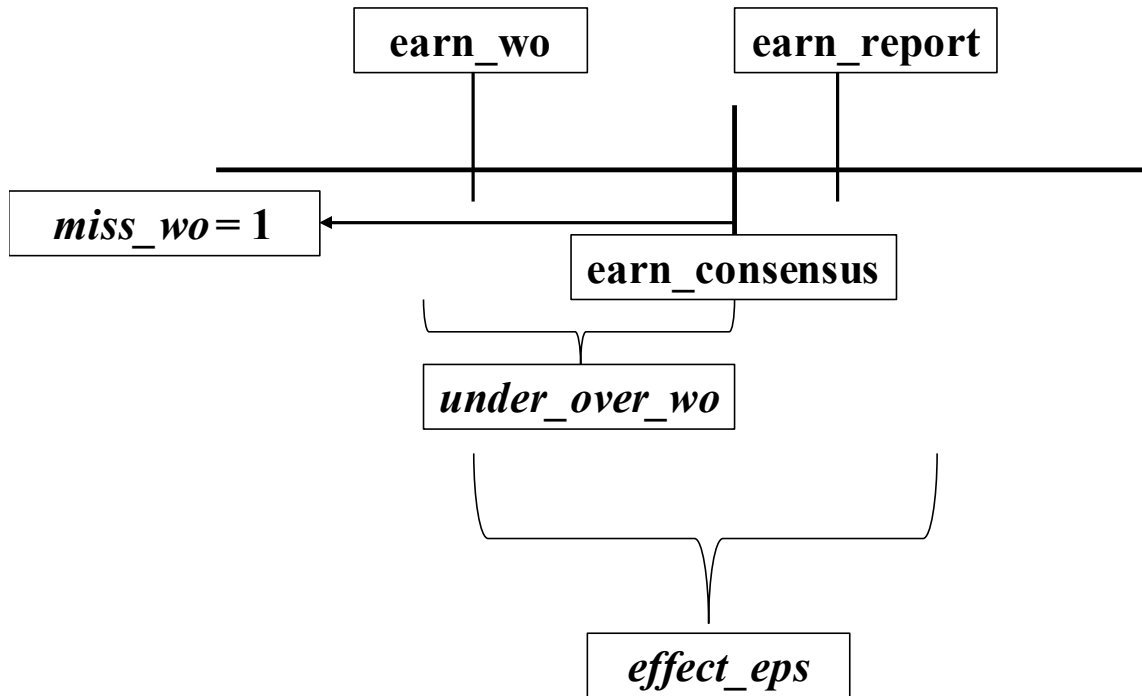 earn_wo
earn_report
miss_wo = 1
earn_consensus
under_over_wo
effect_eps